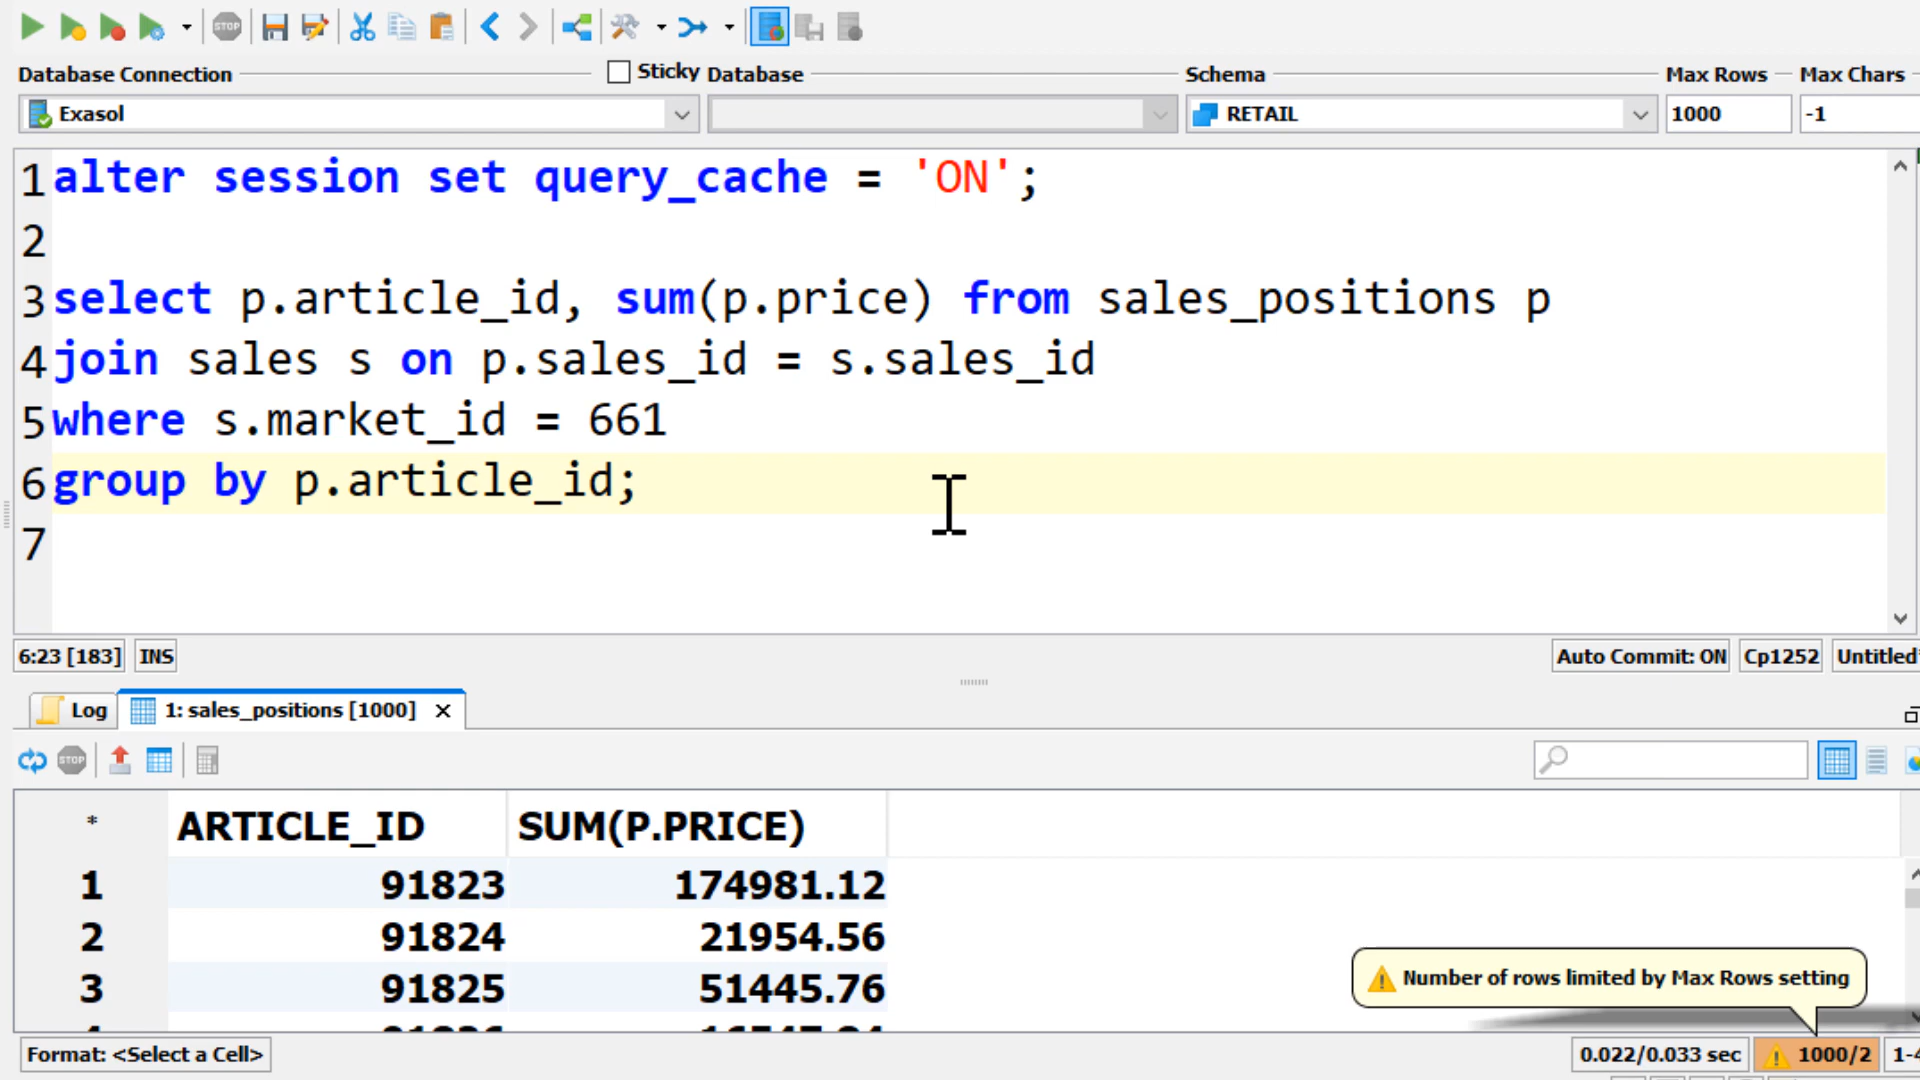 STOP
Database Connection
Sticky
Database
Schema
Max Rows
Max Chars
Exasol
RETAIL
1000
-1
1 alter session set query_cache = 'ON';
2
3 select p.article_id, sum(p.price) from sales_positions p
4 join sales s on p.sales_id = s.sales_id
5 where s.market_id = 661
6 group by p.article_id;
7
6:23 [183]
INS
Auto Commit: ON
Cp1252
Untitled*
Log
1: sales_positions [1000]
STOP
* ARTICLE_ID SUM(P.PRICE)
1 91823 174981.12
2 91824 21954.56
3 91825 51445.76
Number of rows limited by Max Rows setting
Format: <Select a Cell>
0.022/0.033 sec
1000/2
1-4